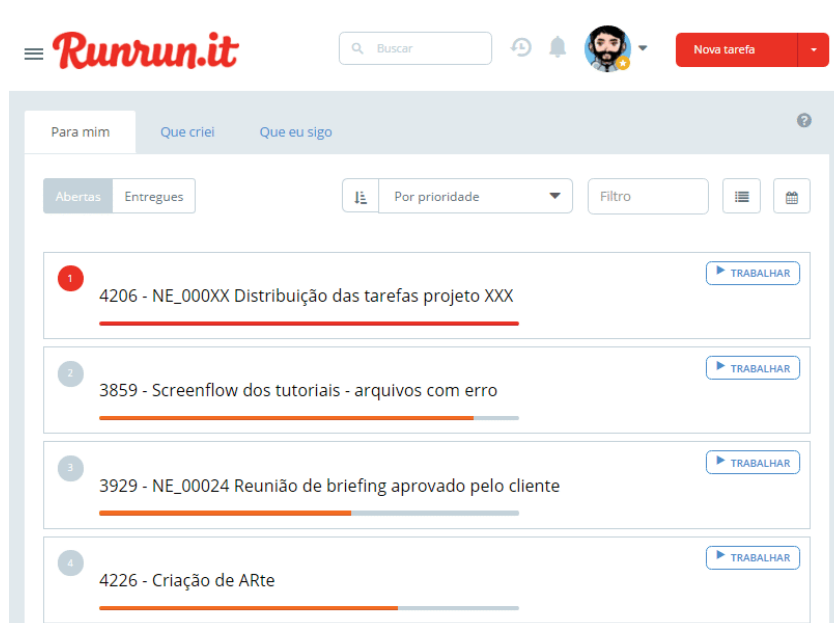 Runrun.it
Buscar
Nova tarefa
Para mim
Que criei
Que eu sigo
Abertas
Entregues
Por prioridade
Filtro
1
TRABALHAR
4206 - NE_000XX Distribuição das tarefas projeto XXX
2
TRABALHAR
3859 - Screenflow dos tutoriais - arquivos com erro
3
TRABALHAR
3929 - NE_00024 Reunião de briefing aprovado pelo cliente
4
TRABALHAR
4226 - Criação de ARte